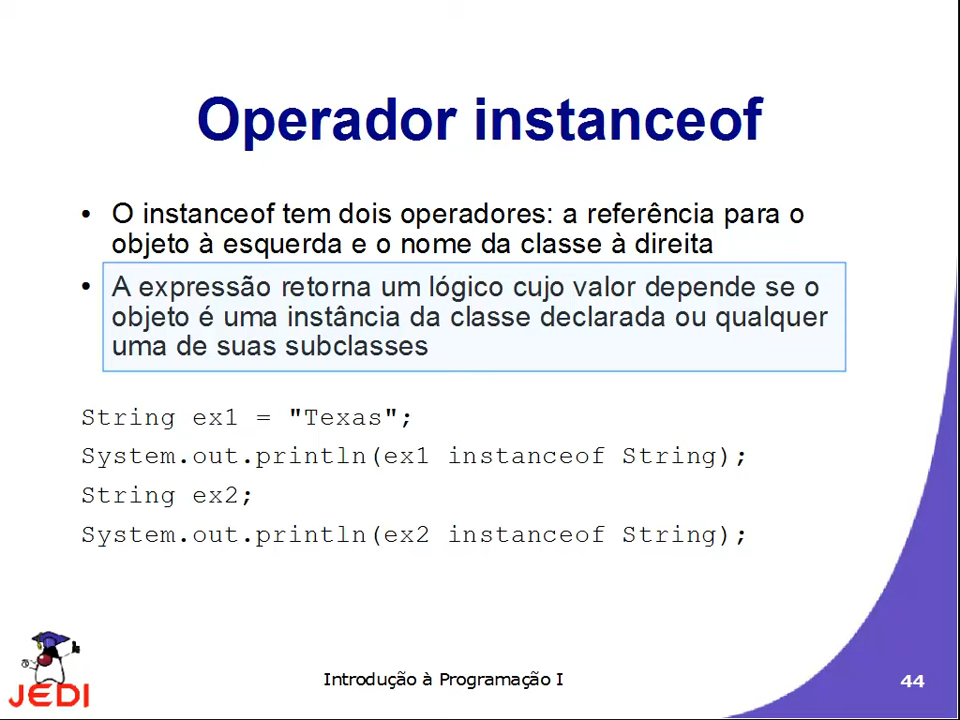 Operador instanceof
• O instanceof tem dois operadores: a referência para o
objeto à esquerda e o nome da classe à direita
• A expressão retorna um lógico cujo valor depende se o
objeto é uma instância da classe declarada ou qualquer
uma de suas subclasses
String ex1 = "Texas";
System.out.println(ex1 instanceof String);
String ex2;
System.out.println(ex2 instanceof String);
JEDI
Introdução à Programação I
44